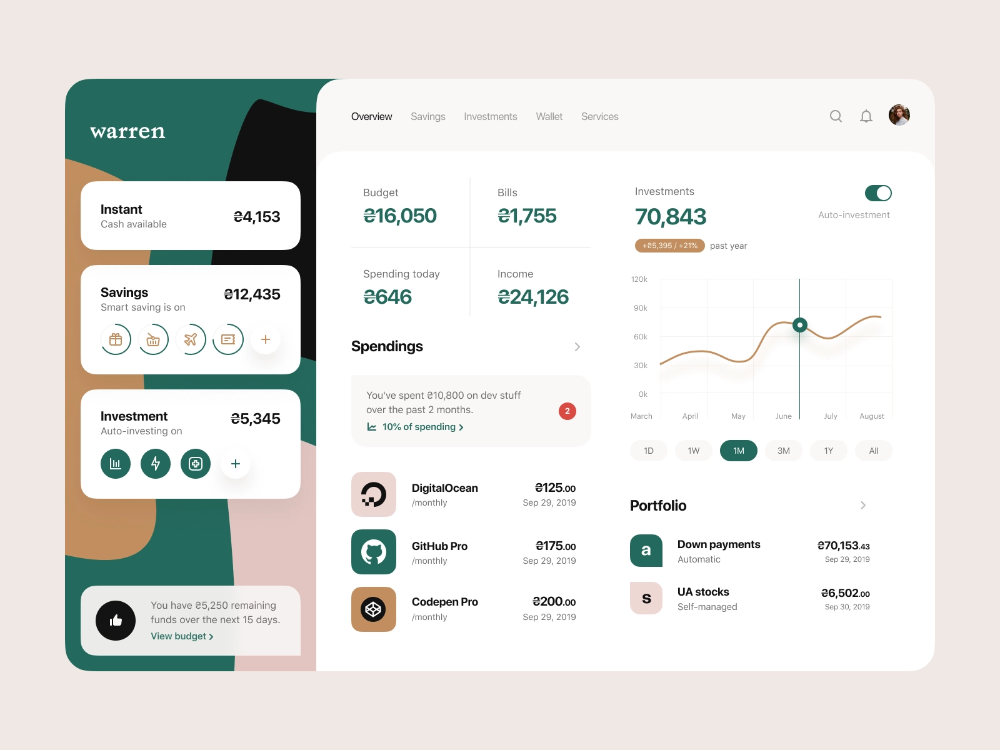 warren
Instant
Cash available
₴4,153
Savings
Smart saving is on
₴12,435
Investment
Auto-investing on
₴5,345
You have ₴5,250 remaining
funds over the next 15 days.
View budget
Overview Savings Investments Wallet Services
Budget
₴16,050
Bills
₴1,755
Spending today
₴646
Income
₴24,126
Spendings
You've spent ₴10,800 on dev stuff
over the past 2 months.
10% of spending
2
DigitalOcean
/monthly
₴125.00
Sep 29, 2019
GitHub Pro
/monthly
₴175.00
Sep 29, 2019
Codepen Pro
/monthly
₴200.00
Sep 29, 2019
Investments
70,843
+₴5,395 / +21% past year
Auto-investment
120k
90k
60k
30k
0k
March April May June July August
1D 1W 1M 3M 1Y All
Portfolio
a
Down payments
Automatic
₴70,153.43
Sep 29, 2019
s
UA stocks
Self-managed
₴6,502.00
Sep 30, 2019